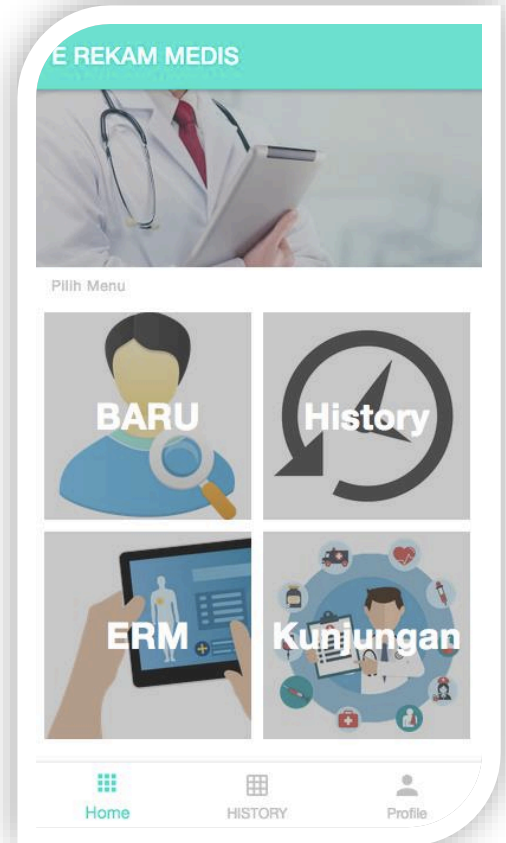 E REKAM MEDIS
Pilih Menu
BARU
History
ERM
Kunjungan
Home
HISTORY
Profile